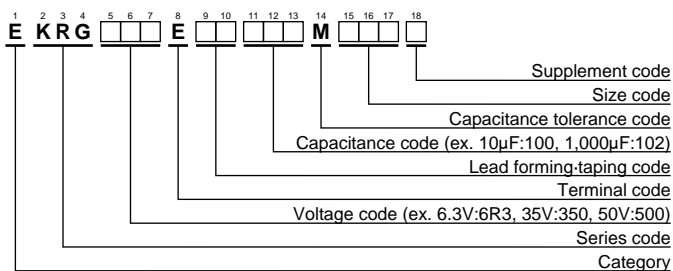 1 2 3 4 5 6 7 8 9 10 11 12 13 14 15 16 17 18
E KRG E M
Supplement code
Size code
Capacitance tolerance code
Capacitance code (ex. 10µF:100, 1,000µF:102)
Lead forming·taping code
Terminal code
Voltage code (ex. 6.3V:6R3, 35V:350, 50V:500)
Series code
Category